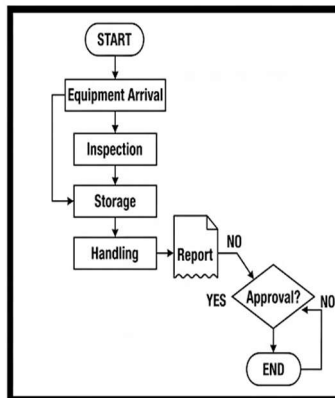 START
Equipment Arrival
Inspection
Storage
Handling
Report
NO
YES
Approval?
NO
END